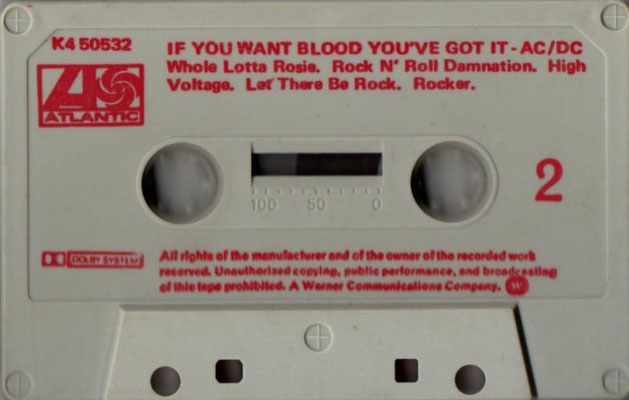 K4 50532
IF YOU WANT BLOOD YOU'VE GOT IT - AC/DC
Whole Lotta Rosie. Rock N' Roll Damnation. High
Voltage. Let There Be Rock. Rocker.
ATLANTIC
100 50 0
2
DOLBY SYSTEM
All rights of the manufacturer and of the owner of the recorded work
reserved. Unauthorized copying, public performance, and broadcasting
of this tape prohibited. A Warner Communications Company. W